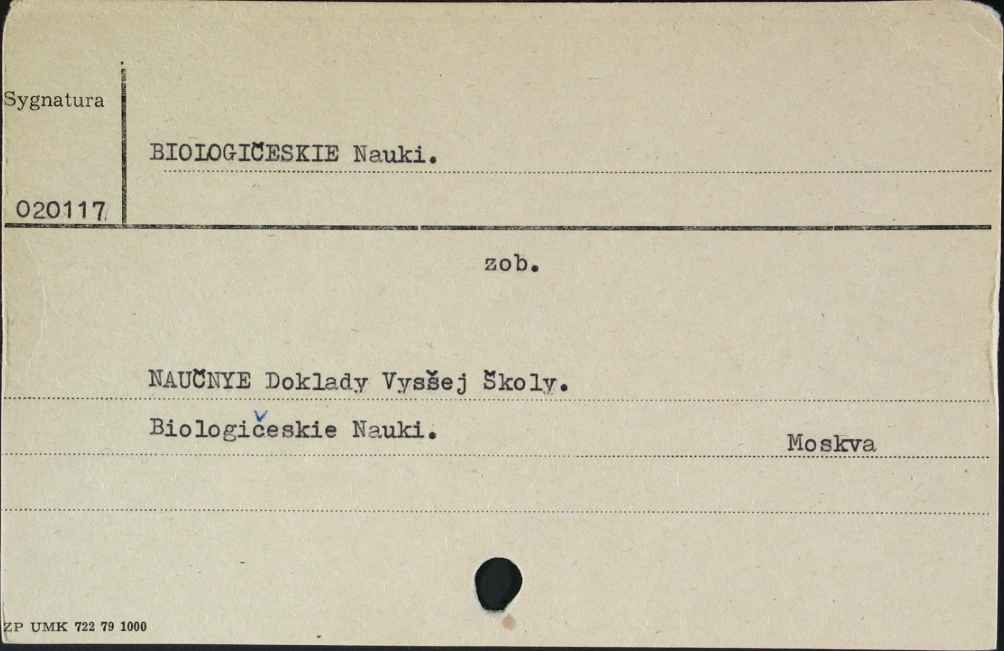 Sygnatura
BIOLOGIČESKIE Nauki.
020117
zob.
NAUČNYE Doklady Vysšej Školy.
Biologičeskie Nauki.
Moskva
ZP UMK 722 79 1000